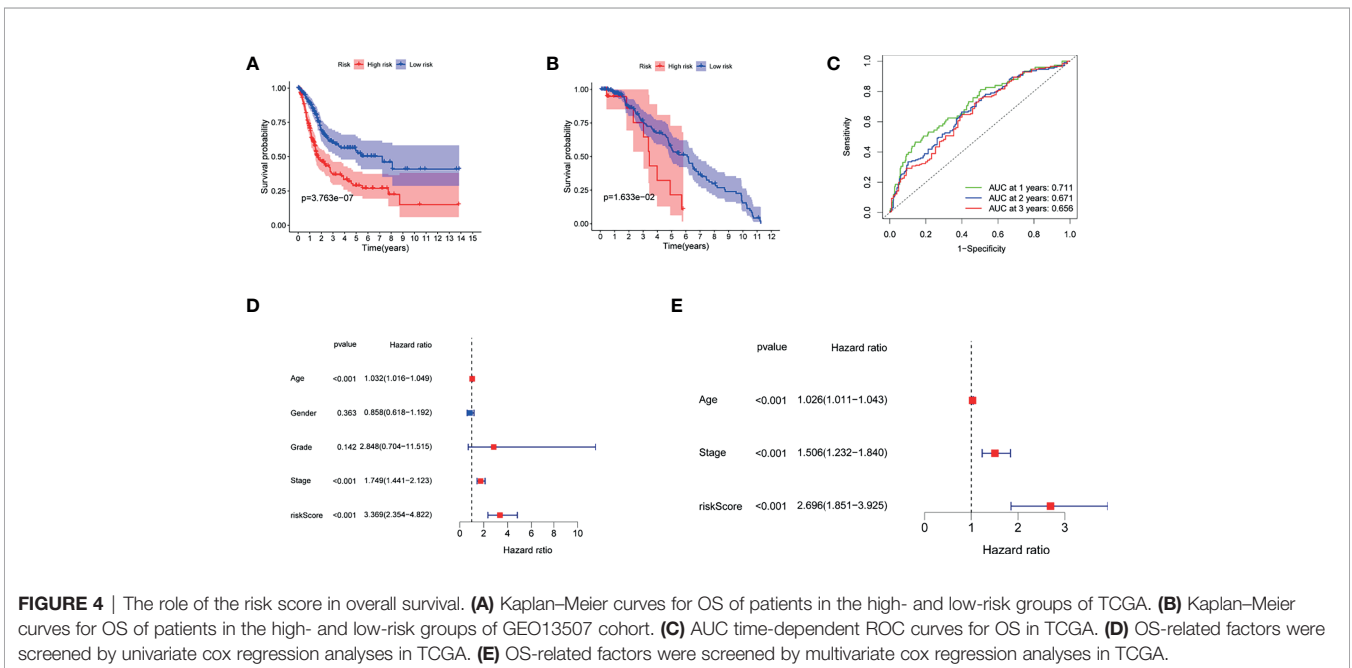 A
Risk High risk Low risk
Survival probability
1.00
0.75
0.50
0.25
0.00
p=3.763e−07
0 1 2 3 4 5 6 7 8 9 10 11 12 13 14 15
Time(years)
B
Risk High risk Low risk
Survival probability
1.00
0.75
0.50
0.25
0.00
p=1.633e−02
0 1 2 3 4 5 6 7 8 9 10 11 12
Time(years)
C
Sensitivity
1.0
0.8
0.6
0.4
0.2
0.0
AUC at 1 years: 0.711
AUC at 2 years: 0.671
AUC at 3 years: 0.656
0.0 0.2 0.4 0.6 0.8 1.0
1−Specificity
D
pvalue Hazard ratio
Age <0.001 1.032(1.016−1.049)
Gender 0.363 0.858(0.618−1.192)
Grade 0.142 2.848(0.704−11.515)
Stage <0.001 1.749(1.441−2.123)
riskScore <0.001 3.369(2.354−4.822)
0 2 4 6 8 10
Hazard ratio
E
pvalue Hazard ratio
Age <0.001 1.026(1.011−1.043)
Stage <0.001 1.506(1.232−1.840)
riskScore <0.001 2.696(1.851−3.925)
0 1 2 3
Hazard ratio
FIGURE 4 | The role of the risk score in overall survival. (A) Kaplan–Meier curves for OS of patients in the high- and low-risk groups of TCGA. (B) Kaplan–Meier
curves for OS of patients in the high- and low-risk groups of GEO13507 cohort. (C) AUC time-dependent ROC curves for OS in TCGA. (D) OS-related factors were
screened by univariate cox regression analyses in TCGA. (E) OS-related factors were screened by multivariate cox regression analyses in TCGA.